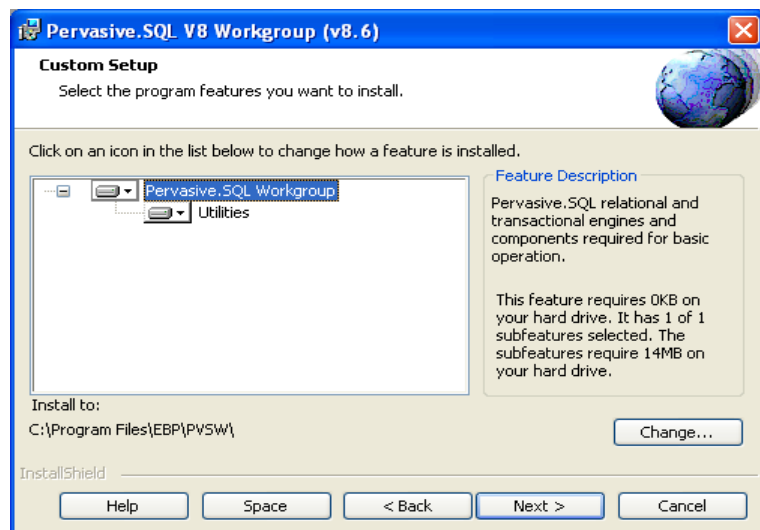 Pervasive.SQL V8 Workgroup (v8.6)
Custom Setup
Select the program features you want to install.
Click on an icon in the list below to change how a feature is installed.
Pervasive.SQL Workgroup
Utilities
Feature Description
Pervasive.SQL relational and
transactional engines and
components required for basic
operation.
This feature requires 0KB on
your hard drive. It has 1 of 1
subfeatures selected. The
subfeatures require 14MB on
your hard drive.
Install to:
C:\Program Files\EBP\PVSW\
Change...
InstallShield
Help
Space
< Back
Next >
Cancel